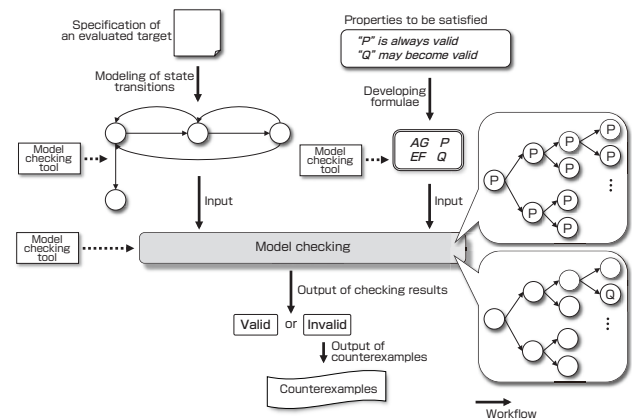 Specification of
an evaluated target
Properties to be satisfied
"P" is always valid
"Q" may become valid
Modeling of state
transitions
Developing
formulae
Model
checking
tool
Model
checking
tool
AG P
EF Q
P
P
P
P
P
P
P
P
P
P
⋮
Input
Input
Model
checking
tool
Model checking
Output of checking results
Valid or Invalid
Q
⋮
Output of
counterexamples
Counterexamples
Workflow